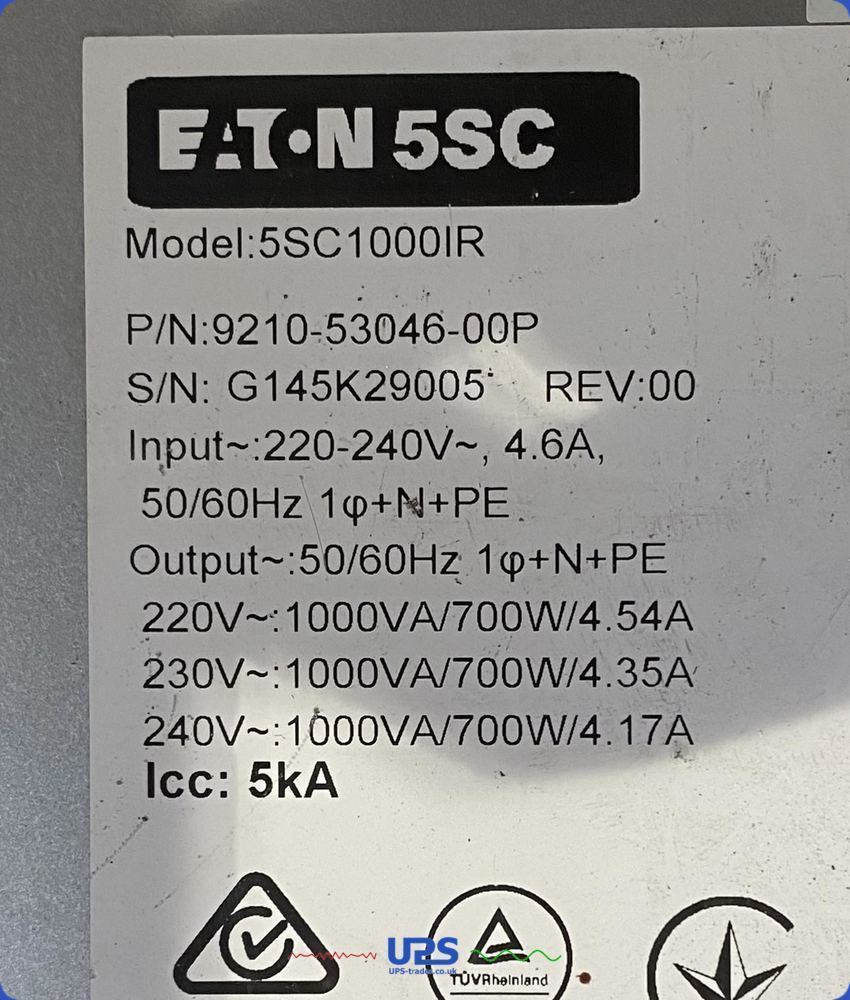 EATON 5SC
Model:5SC1000IR
P/N:9210-53046-00P
S/N: G145K29005 REV:00
Input~:220-240V~, 4.6A,
50/60Hz 1φ+N+PE
Output~:50/60Hz 1φ+N+PE
220V~:1000VA/700W/4.54A
230V~:1000VA/700W/4.35A
240V~:1000VA/700W/4.17A
Icc: 5kA
UPS
UPS-trader.co.uk
TÜVRheinland